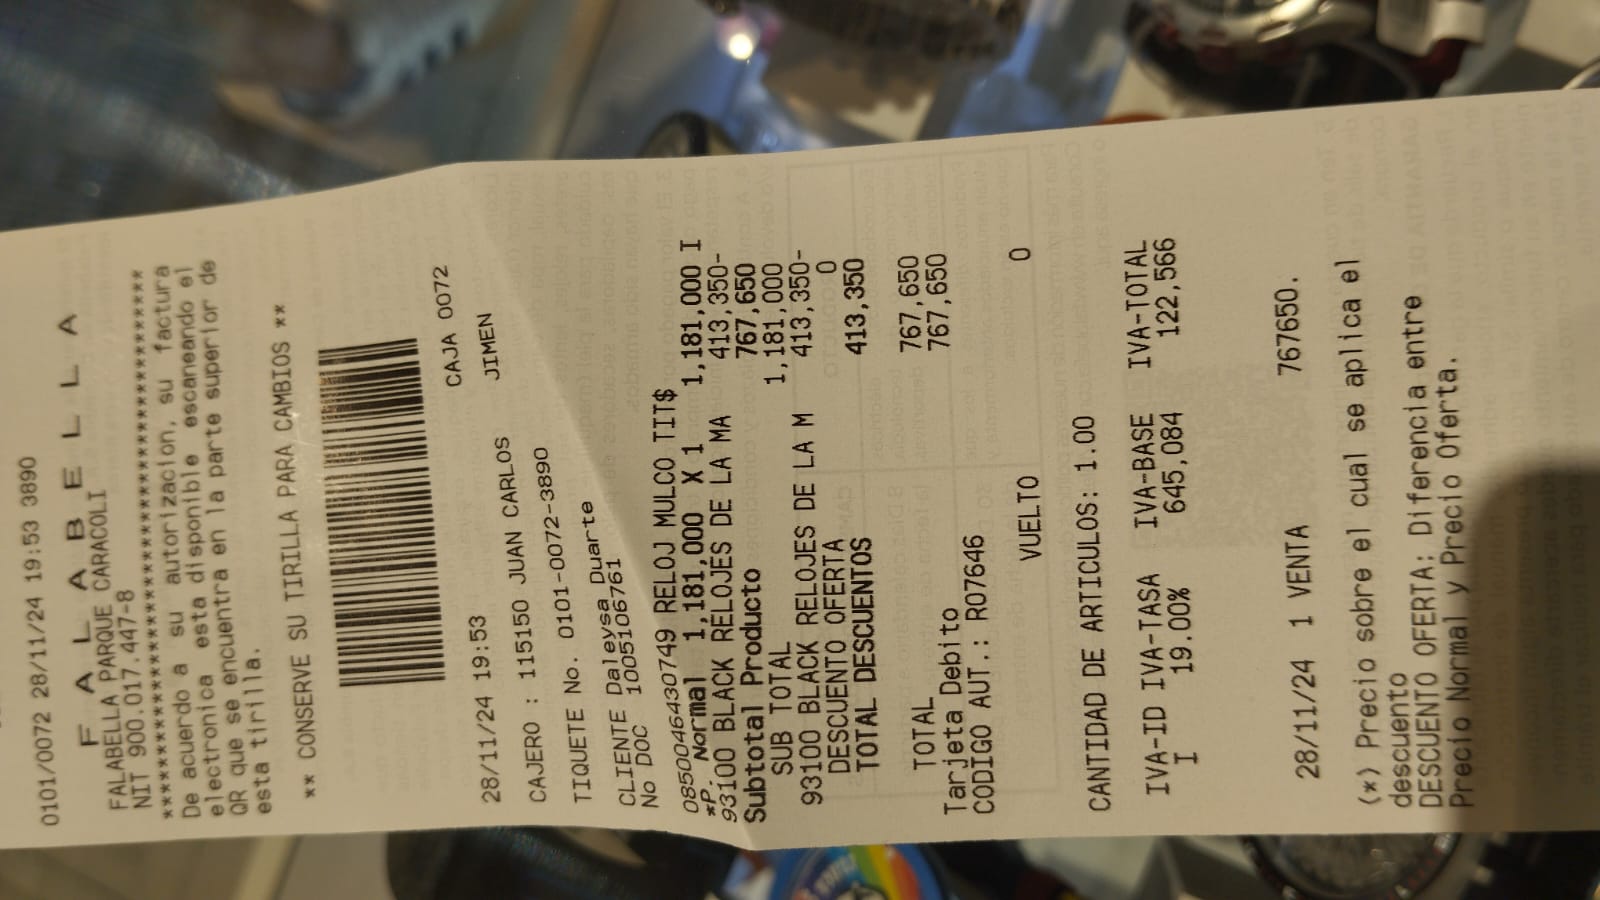 0101/0072 28/11/24 19:53 3890
F A L A B E L L A
FALABELLA PARQUE CARACOLI
NIT 900.017.447-8
******************************************
De acuerdo a su autorizacion, su factura
electronica esta disponible escaneando el
QR que se encuentra en la parte superior de
esta tirilla.
** CONSERVE SU TIRILLA PARA CAMBIOS **
CAJA 0072
28/11/24 19:53 JIMEN
CAJERO : 115150 JUAN CARLOS
TIQUETE No. 0101-0072-3890
CLIENTE Daleysa Duarte
No DOC 1005106761
0850046430749 RELOJ MULCO TIT$
*P. Normal 1,181,000 X 1 1,181,000 I
93100 BLACK RELOJES DE LA MA 413,350-
Subtotal Producto 767,650
SUB TOTAL 1,181,000
93100 BLACK RELOJES DE LA M 413,350-
DESCUENTO OFERTA 0
TOTAL DESCUENTOS 413,350
TOTAL 767,650
Tarjeta Debito 767,650
CODIGO AUT.: R07646
VUELTO 0
CANTIDAD DE ARTICULOS: 1.00
IVA-ID IVA-TASA IVA-BASE IVA-TOTAL
I 19.00% 645,084 122,566
28/11/24 1 VENTA 767650.
(*) Precio sobre el cual se aplica el
descuento
DESCUENTO OFERTA: Diferencia entre
Precio Normal y Precio Oferta.